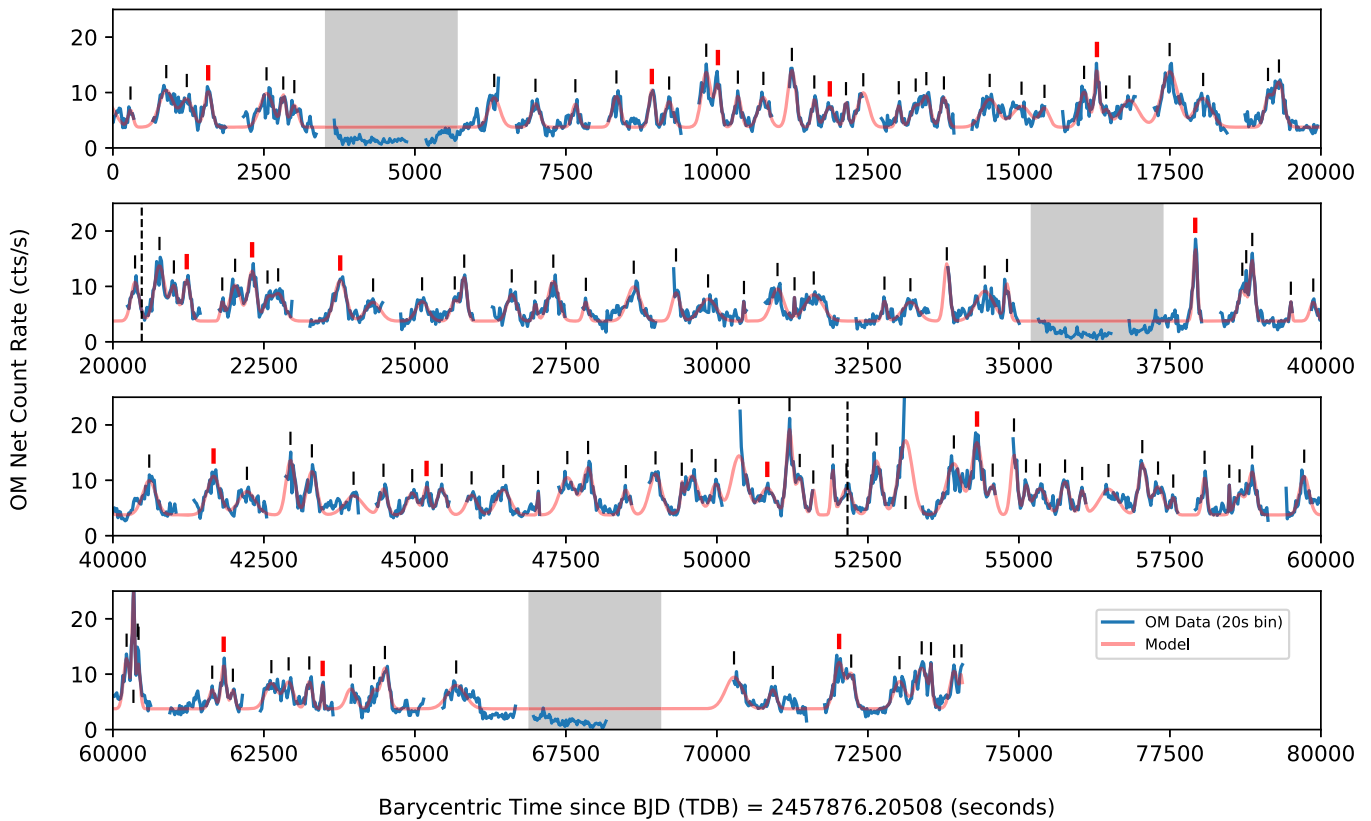 OM Net Count Rate (cts/s)
20
10
0
0 2500 5000 7500 10000 12500 15000 17500 20000
20
10
0
20000 22500 25000 27500 30000 32500 35000 37500 40000
20
10
0
40000 42500 45000 47500 50000 52500 55000 57500 60000
20
10
0
OM Data (20s bin)
Model
60000 62500 65000 67500 70000 72500 75000 77500 80000
Barycentric Time since BJD (TDB) = 2457876.20508 (seconds)